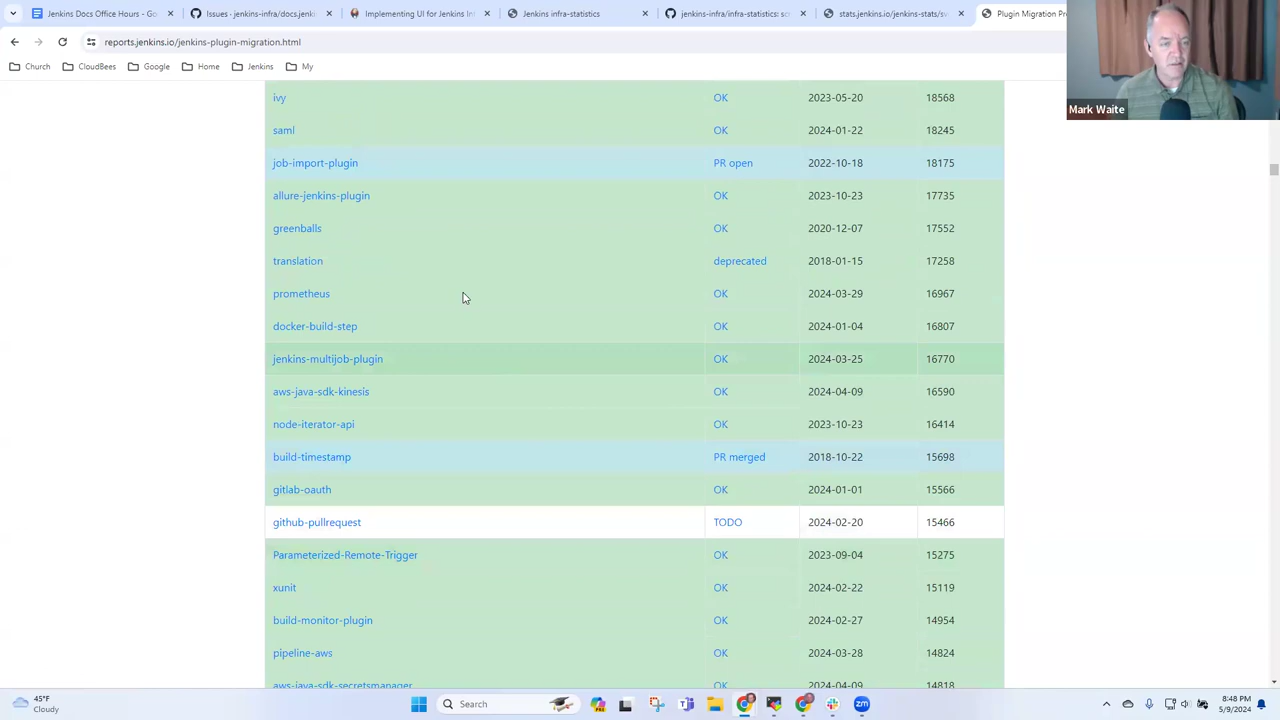 Jenkins Docs Office Hours - G
Issues · jenkins-infra/docs.j
Implementing UI for Jenkins Inf
Jenkins infra-statistics
jenkins-infra/infra-statistics: sc
stats.jenkins.io/jenkins-stats/sv
Plugin Migration Pro
reports.jenkins.io/jenkins-plugin-migration.html
Church CloudBees Google Home Jenkins My
Mark Waite
ivy OK 2023-05-20 18568
saml OK 2024-01-22 18245
job-import-plugin PR open 2022-10-18 18175
allure-jenkins-plugin OK 2023-10-23 17735
greenballs OK 2020-12-07 17552
translation deprecated 2018-01-15 17258
prometheus OK 2024-03-29 16967
docker-build-step OK 2024-01-04 16807
jenkins-multijob-plugin OK 2024-03-25 16770
aws-java-sdk-kinesis OK 2024-04-09 16590
node-iterator-api OK 2023-10-23 16414
build-timestamp PR merged 2018-10-22 15698
gitlab-oauth OK 2024-01-01 15566
github-pullrequest TODO 2024-02-20 15466
Parameterized-Remote-Trigger OK 2023-09-04 15275
xunit OK 2024-02-22 15119
build-monitor-plugin OK 2024-02-27 14954
pipeline-aws OK 2024-03-28 14824
aws-java-sdk-secretsmanager OK 2024-04-09 14818
45°F
Cloudy
Search
8:48 PM
5/9/2024